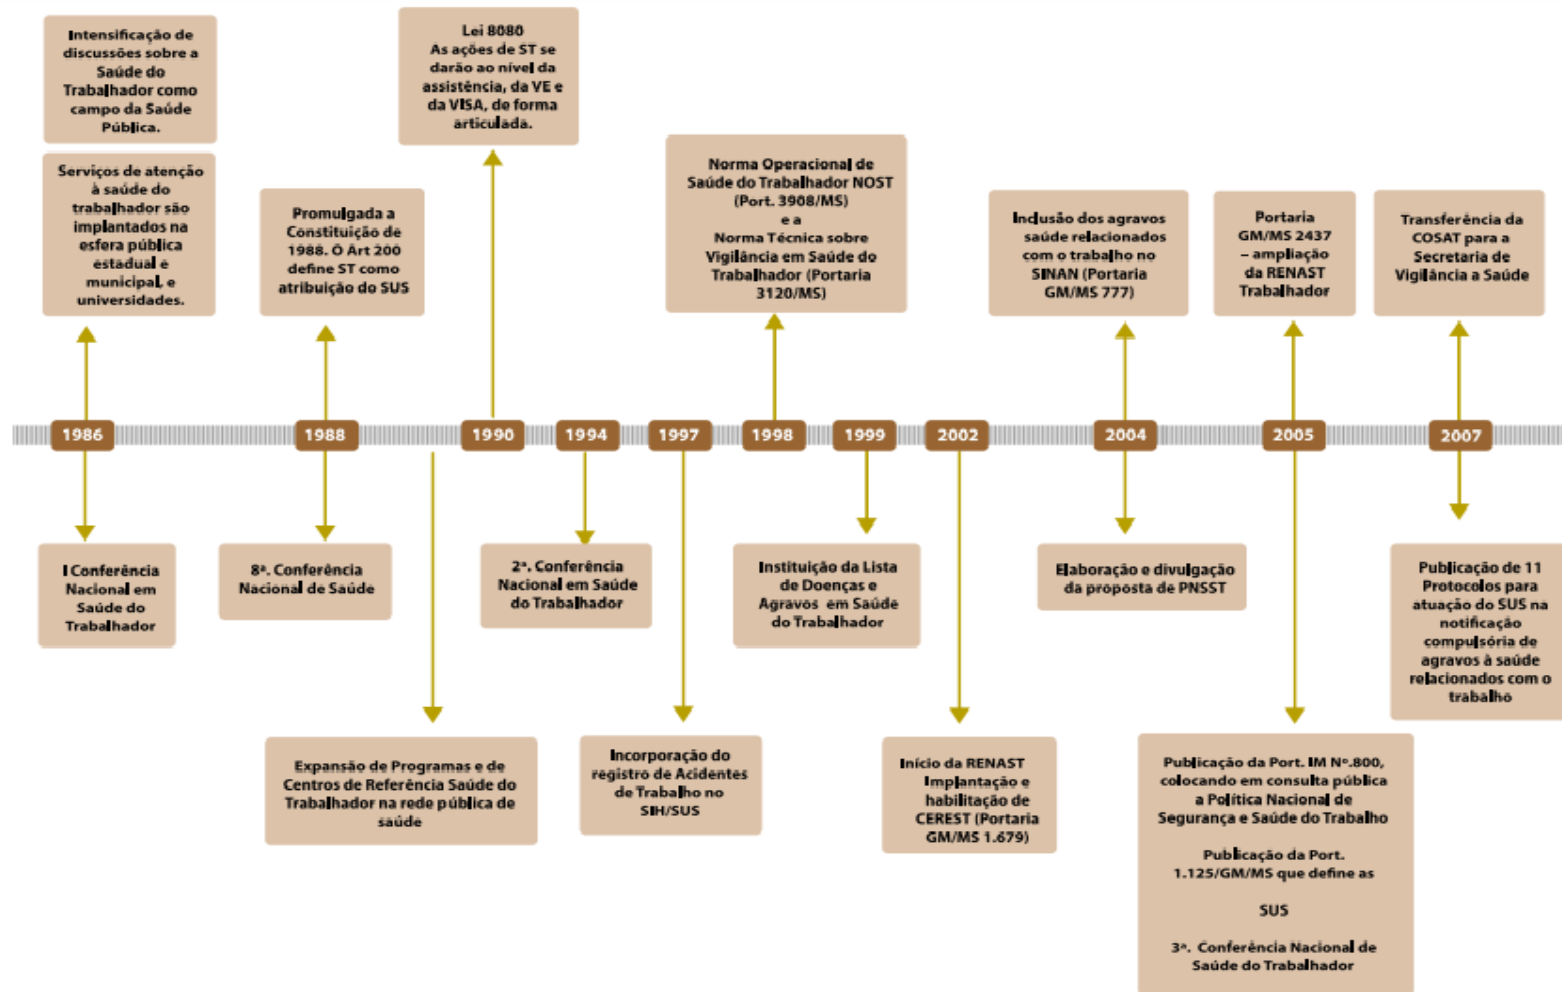 Intensificação de
discussões sobre a
Saúde do
Trabalhador como
campo da Saúde
Pública.
Serviços de atenção
à saúde do
trabalhador são
implantados na
esfera pública
estadual e
municipal, e
universidades.
Promulgada a
Constituição de
1988. O Art 200
define ST como
atribuição do SUS
Lei 8080
As ações de ST se
darão ao nível da
assistência, da VE e
da VISA, de forma
articulada.
Norma Operacional de
Saúde do Trabalhador NOST
(Port. 3908/MS)
e a
Norma Técnica sobre
Vigilância em Saúde do
Trabalhador (Portaria
3120/MS)
Inclusão dos agravos
saúde relacionados
com o trabalho no
SINAN (Portaria
GM/MS 777)
Portaria
GM/MS 2437
– ampliação
da RENAST
Trabalhador
Transferência da
COSAT para a
Secretaria de
Vigilância a Saúde
1986
1988
1990
1994
1997
1998
1999
2002
2004
2005
2007
I Conferência
Nacional em
Saúde do
Trabalhador
8ª. Conferência
Nacional de Saúde
Expansão de Programas e de
Centros de Referência Saúde do
Trabalhador na rede pública de
saúde
2ª. Conferência
Nacional em Saúde
do Trabalhador
Incorporação do
registro de Acidentes
de Trabalho no
SIH/SUS
Instituição da Lista
de Doenças e
Agravos em Saúde
do Trabalhador
Início da RENAST
Implantação e
habilitação de
CEREST (Portaria
GM/MS 1.679)
Elaboração e divulgação
da proposta de PNSST
Publicação da Port. IM Nº.800,
colocando em consulta pública
a Política Nacional de
Segurança e Saúde do Trabalho
Publicação da Port.
1.125/GM/MS que define as
SUS
3ª. Conferência Nacional de
Saúde do Trabalhador
Publicação de 11
Protocolos para
atuação do SUS na
notificação
compulsória de
agravos à saúde
relacionados com o
trabalho